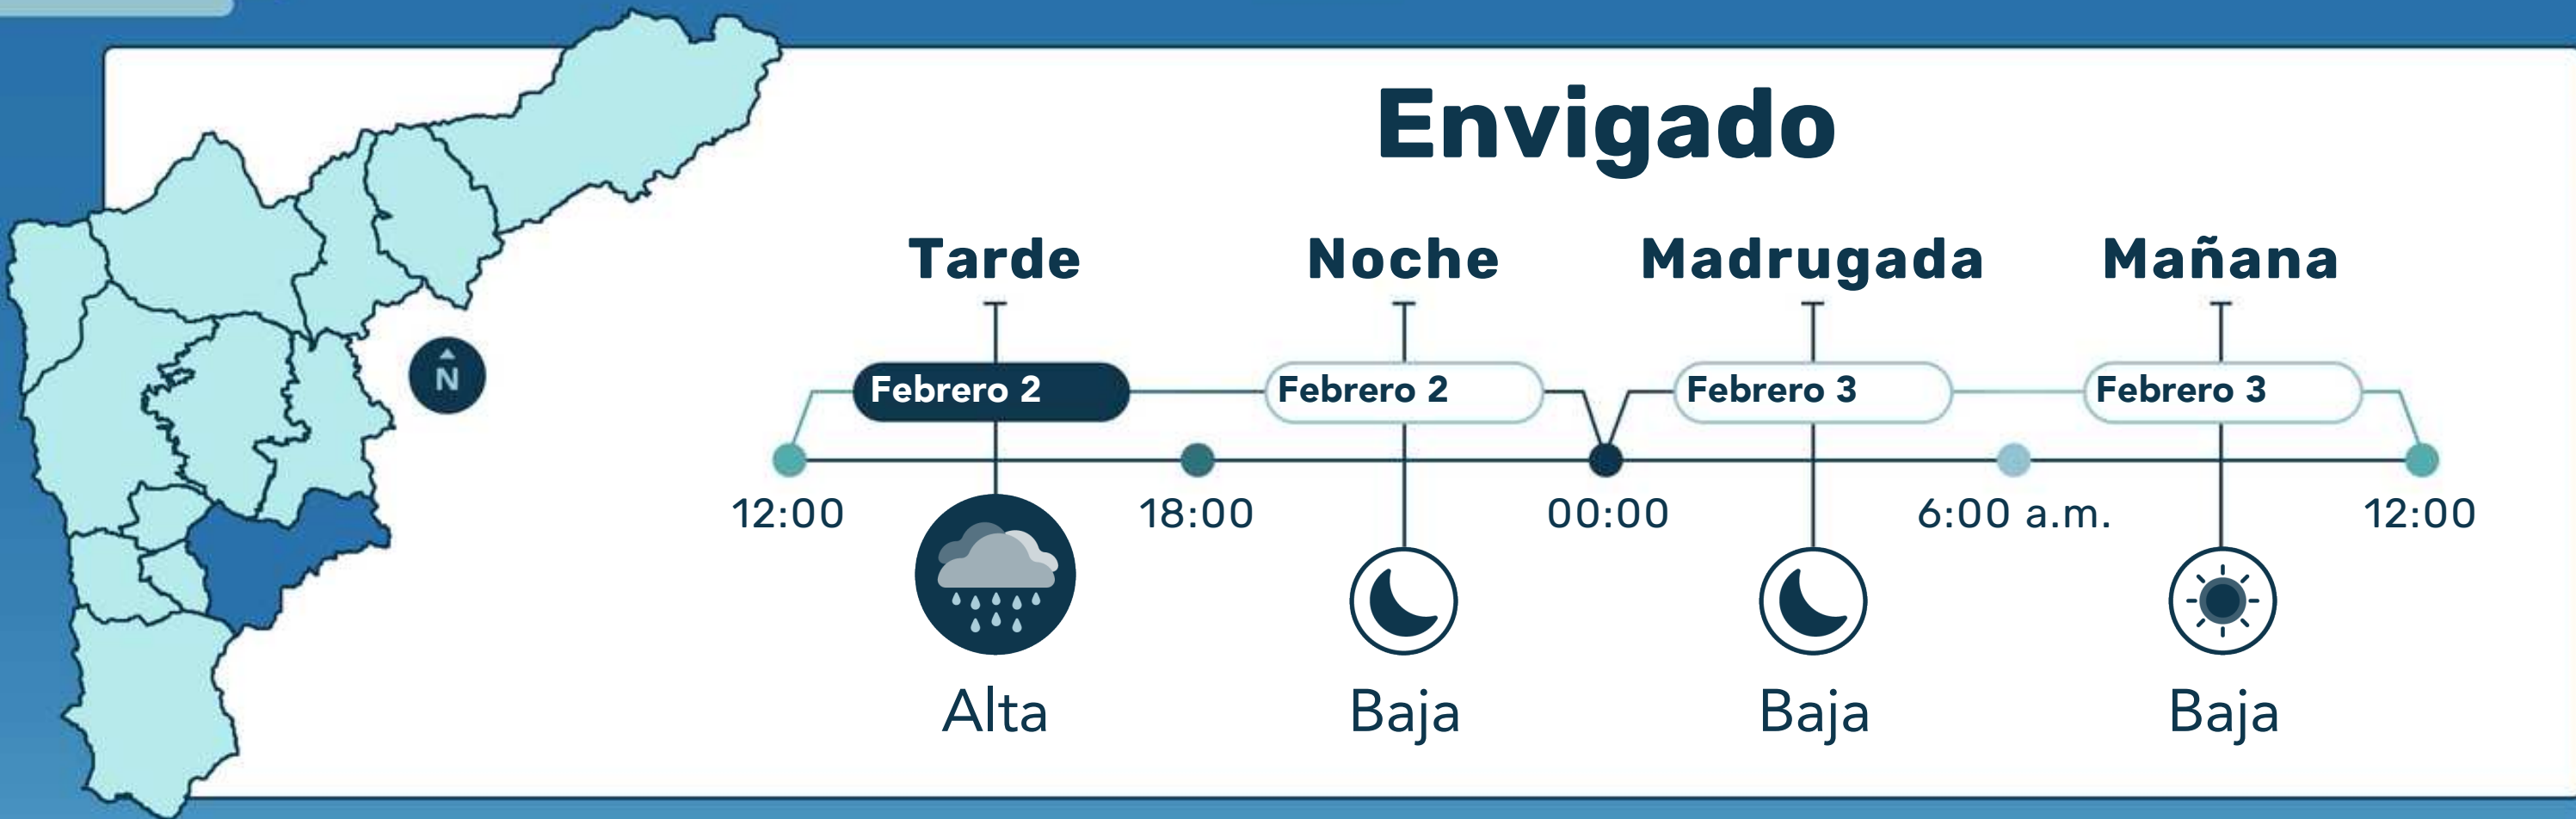 Envigado
Tarde Noche Madrugada Mañana
Febrero 2 Febrero 2 Febrero 3 Febrero 3
N
12:00 18:00 00:00 6:00 a.m. 12:00
Alta Baja Baja Baja